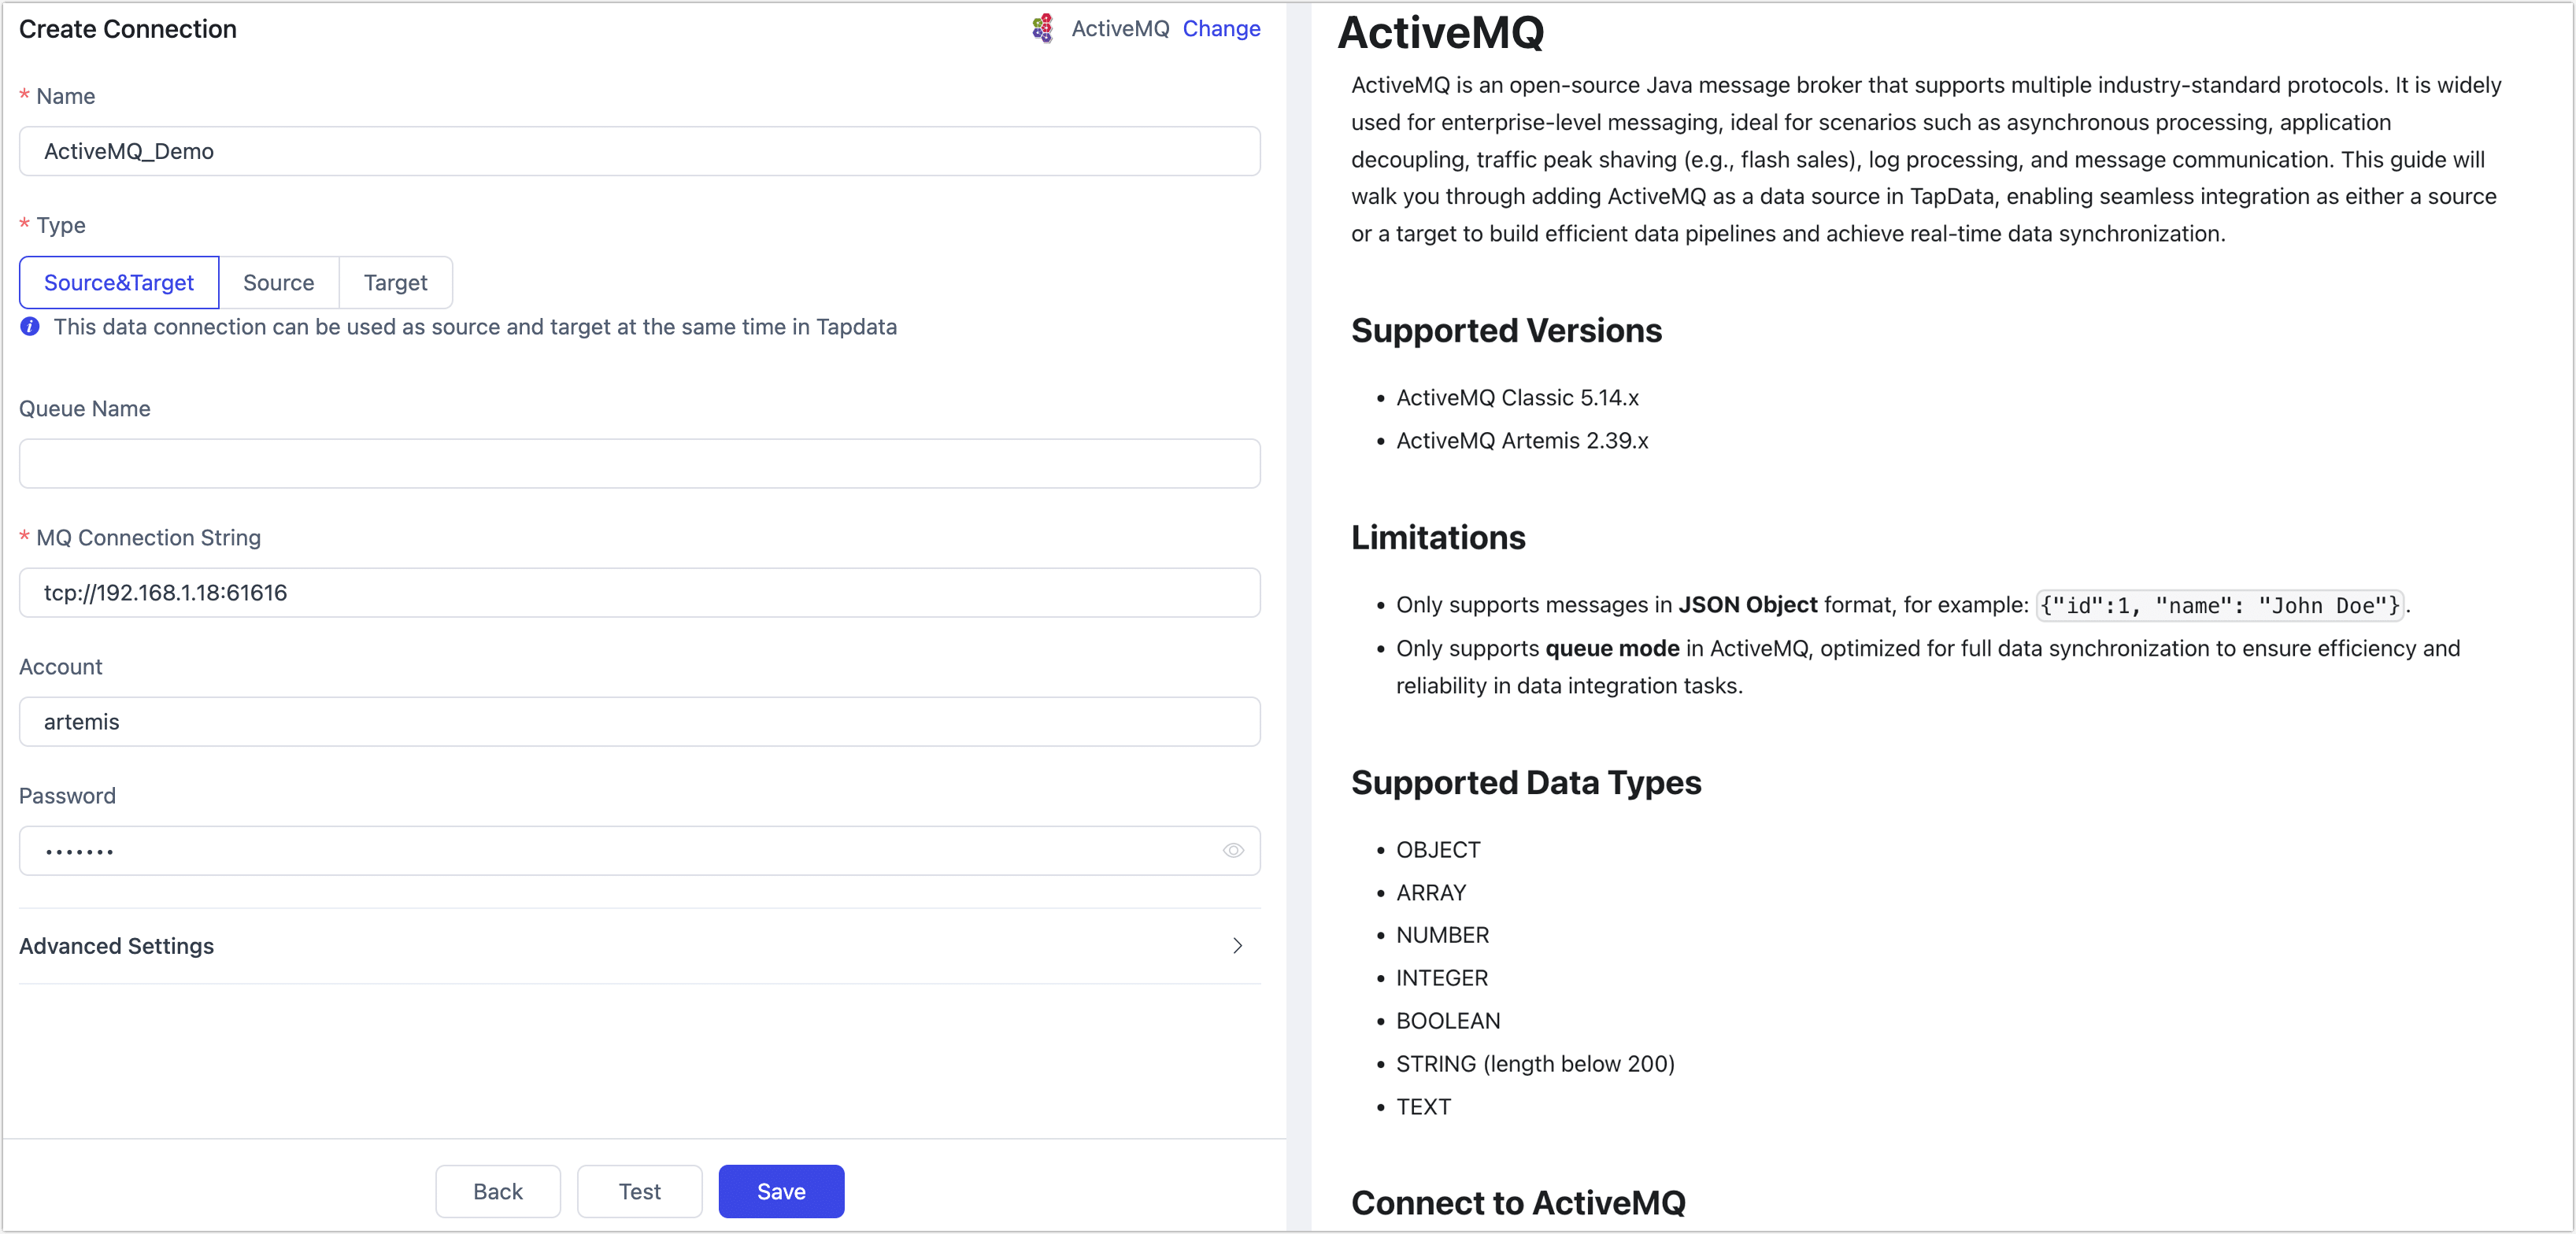 Create Connection
ActiveMQ Change
* Name
ActiveMQ_Demo
* Type
Source&Target Source Target
This data connection can be used as source and target at the same time in Tapdata
Queue Name
* MQ Connection String
tcp://192.168.1.18:61616
Account
artemis
Password
•••••••
Advanced Settings
Back Test Save
ActiveMQ
ActiveMQ is an open-source Java message broker that supports multiple industry-standard protocols. It is widely
used for enterprise-level messaging, ideal for scenarios such as asynchronous processing, application
decoupling, traffic peak shaving (e.g., flash sales), log processing, and message communication. This guide will
walk you through adding ActiveMQ as a data source in TapData, enabling seamless integration as either a source
or a target to build efficient data pipelines and achieve real-time data synchronization.
Supported Versions
• ActiveMQ Classic 5.14.x
• ActiveMQ Artemis 2.39.x
Limitations
• Only supports messages in JSON Object format, for example: {"id":1, "name": "John Doe"}.
• Only supports queue mode in ActiveMQ, optimized for full data synchronization to ensure efficiency and
reliability in data integration tasks.
Supported Data Types
• OBJECT
• ARRAY
• NUMBER
• INTEGER
• BOOLEAN
• STRING (length below 200)
• TEXT
Connect to ActiveMQ